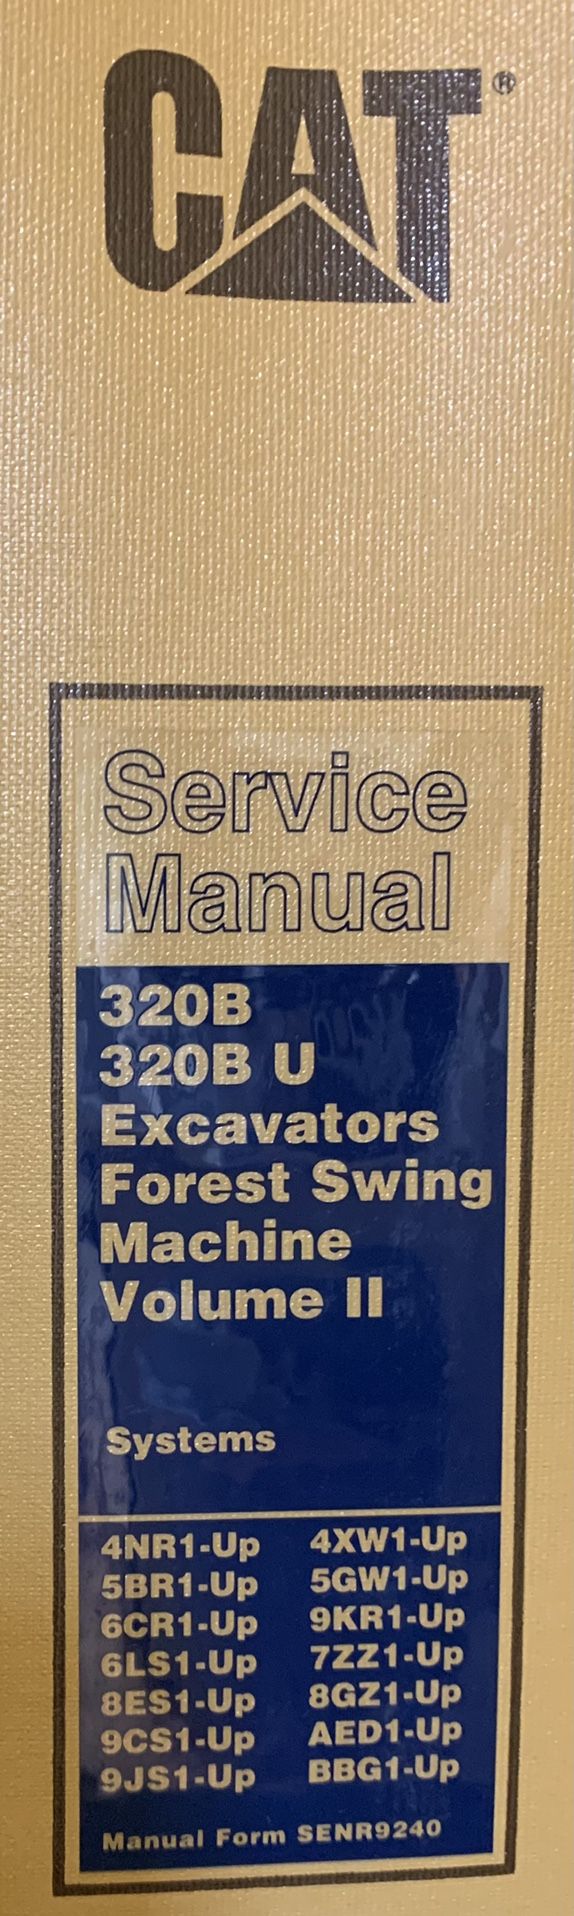 CAT®
Service
Manual
320B
320B U
Excavators
Forest Swing
Machine
Volume II
Systems
4NR1-Up 4XW1-Up
5BR1-Up 5GW1-Up
6CR1-Up 9KR1-Up
6LS1-Up 7ZZ1-Up
8ES1-Up 8GZ1-Up
9CS1-Up AED1-Up
9JS1-Up BBG1-Up
Manual Form SENR9240